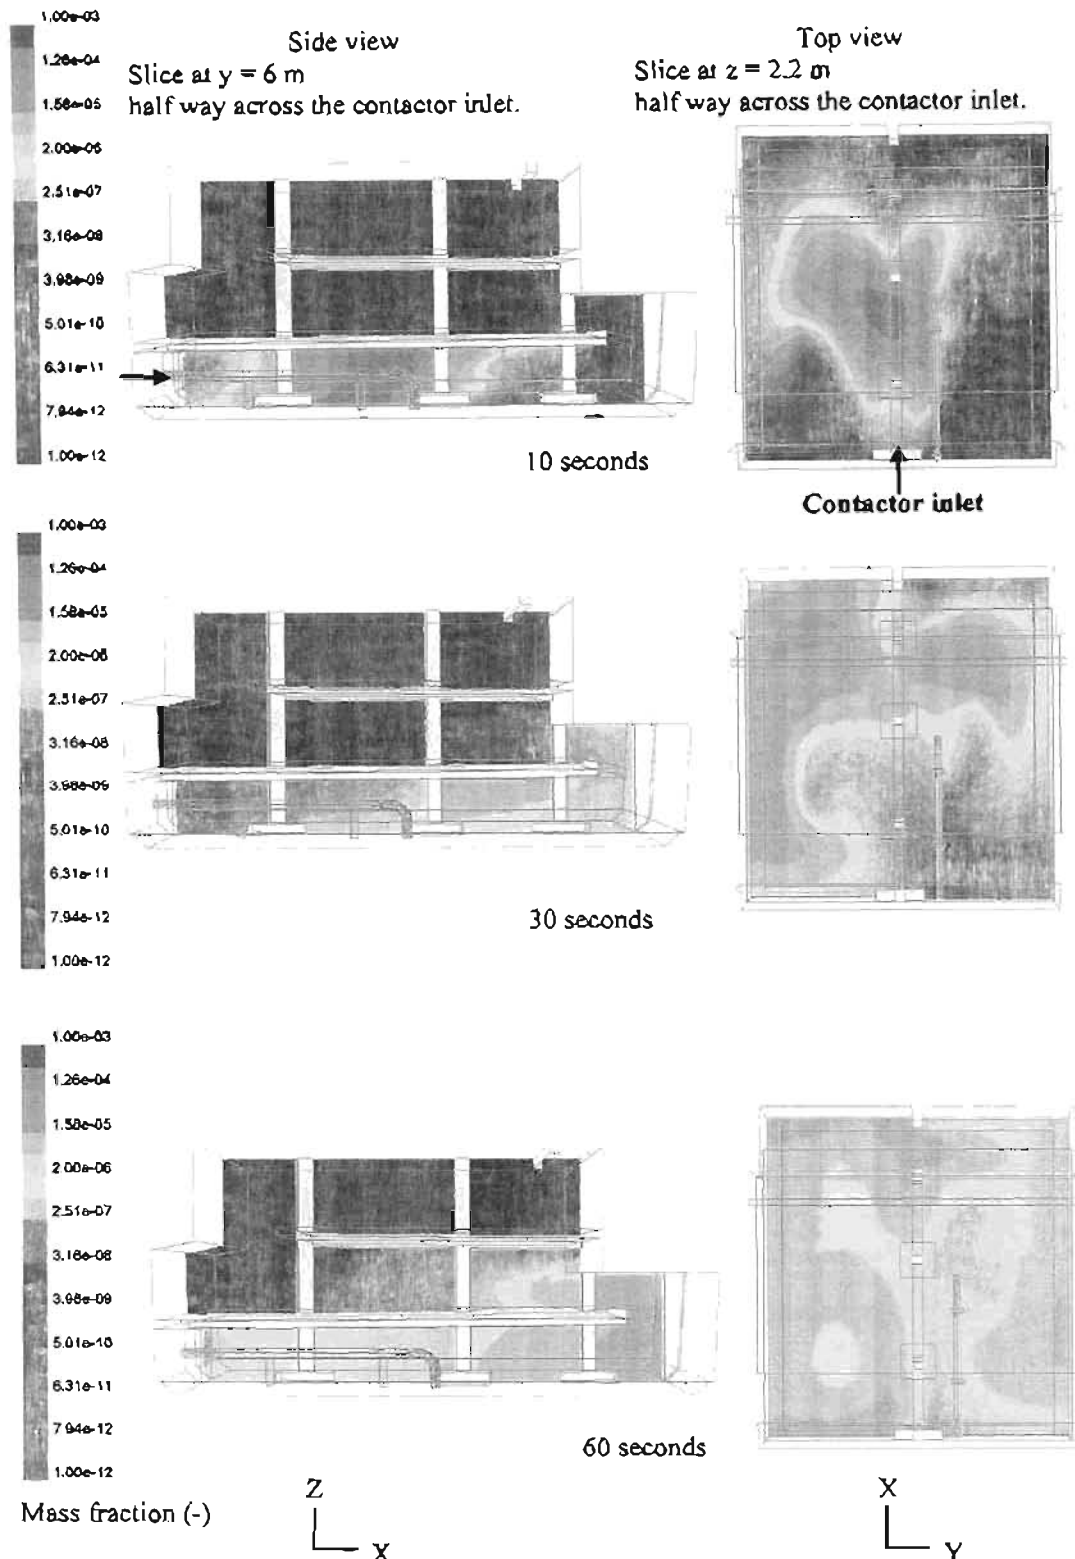 Side view
Slice at y = 6 m
half way across the contactor inlet.
Top view
Slice at z = 2.2 m
half way across the contactor inlet.
1.00e-03
1.26e-04
1.58e-05
2.00e-06
2.51e-07
3.16e-08
3.98e-09
5.01e-10
6.31e-11
7.94e-12
1.00e-12
10 seconds
Contactor inlet
1.00e-03
1.26e-04
1.58e-05
2.00e-06
2.51e-07
3.16e-08
3.98e-09
5.01e-10
6.31e-11
7.94e-12
1.00e-12
30 seconds
1.00e-03
1.26e-04
1.58e-05
2.00e-06
2.51e-07
3.16e-08
3.98e-09
5.01e-10
6.31e-11
7.94e-12
1.00e-12
60 seconds
Mass fraction (-)
Z
X
X
Y